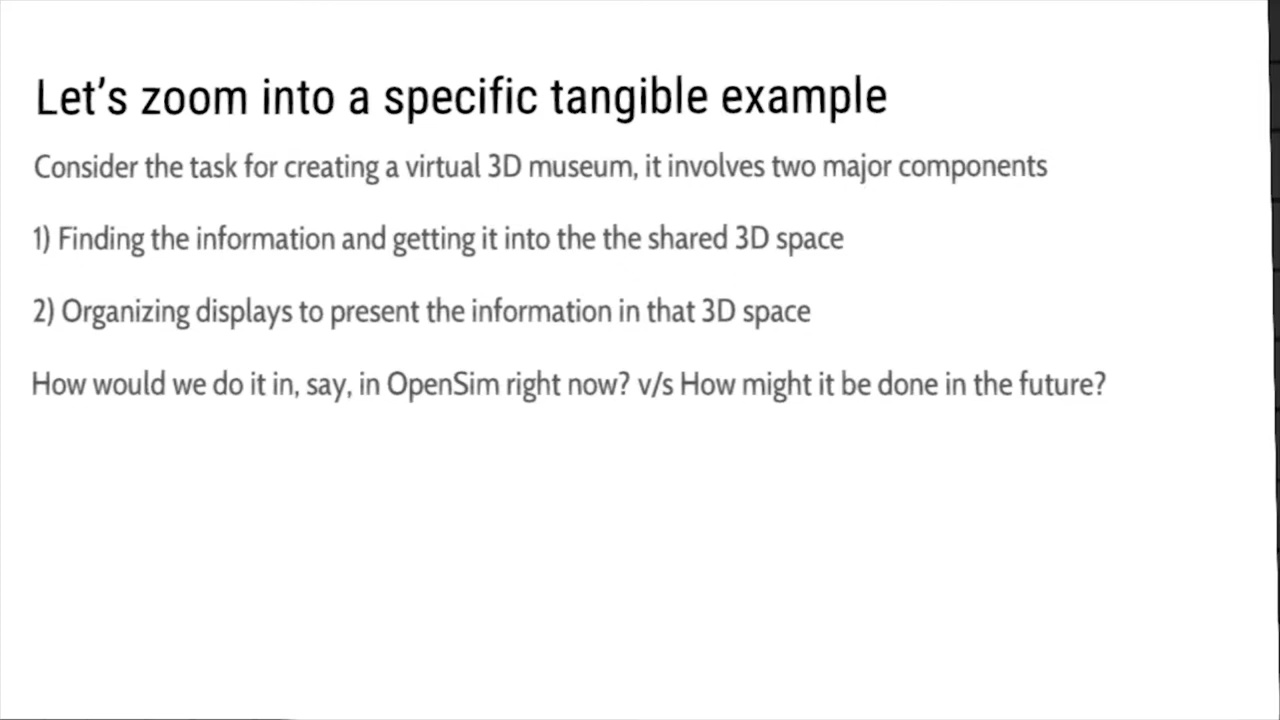 Let's zoom into a specific tangible example
Consider the task for creating a virtual 3D museum, it involves two major components
1) Finding the information and getting it into the the shared 3D space
2) Organizing displays to present the information in that 3D space
How would we do it in, say, in OpenSim right now? v/s How might it be done in the future?